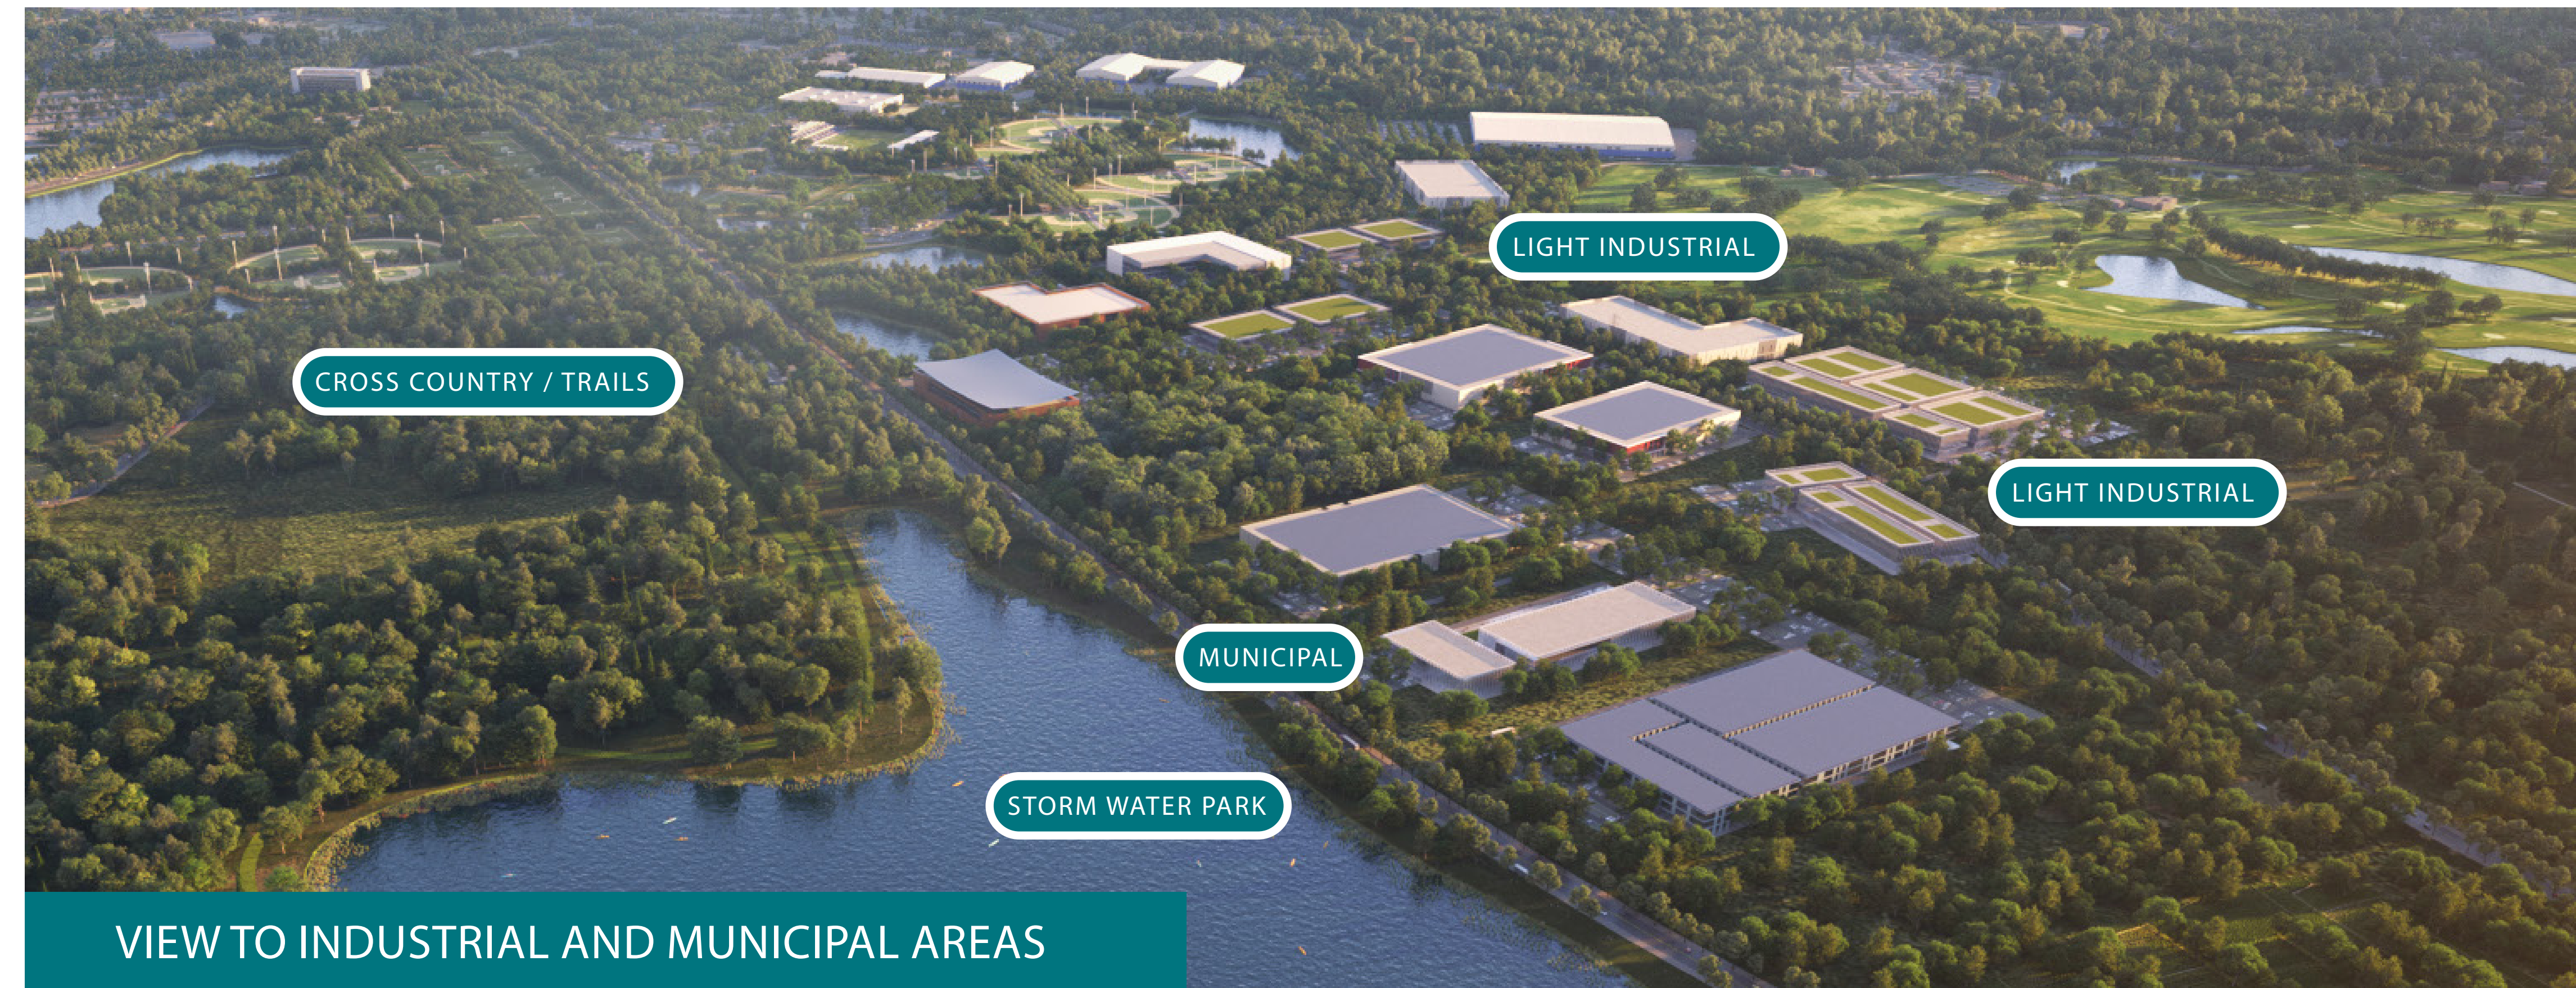 LIGHT INDUSTRIAL
CROSS COUNTRY / TRAILS
LIGHT INDUSTRIAL
MUNICIPAL
STORM WATER PARK
VIEW TO INDUSTRIAL AND MUNICIPAL AREAS